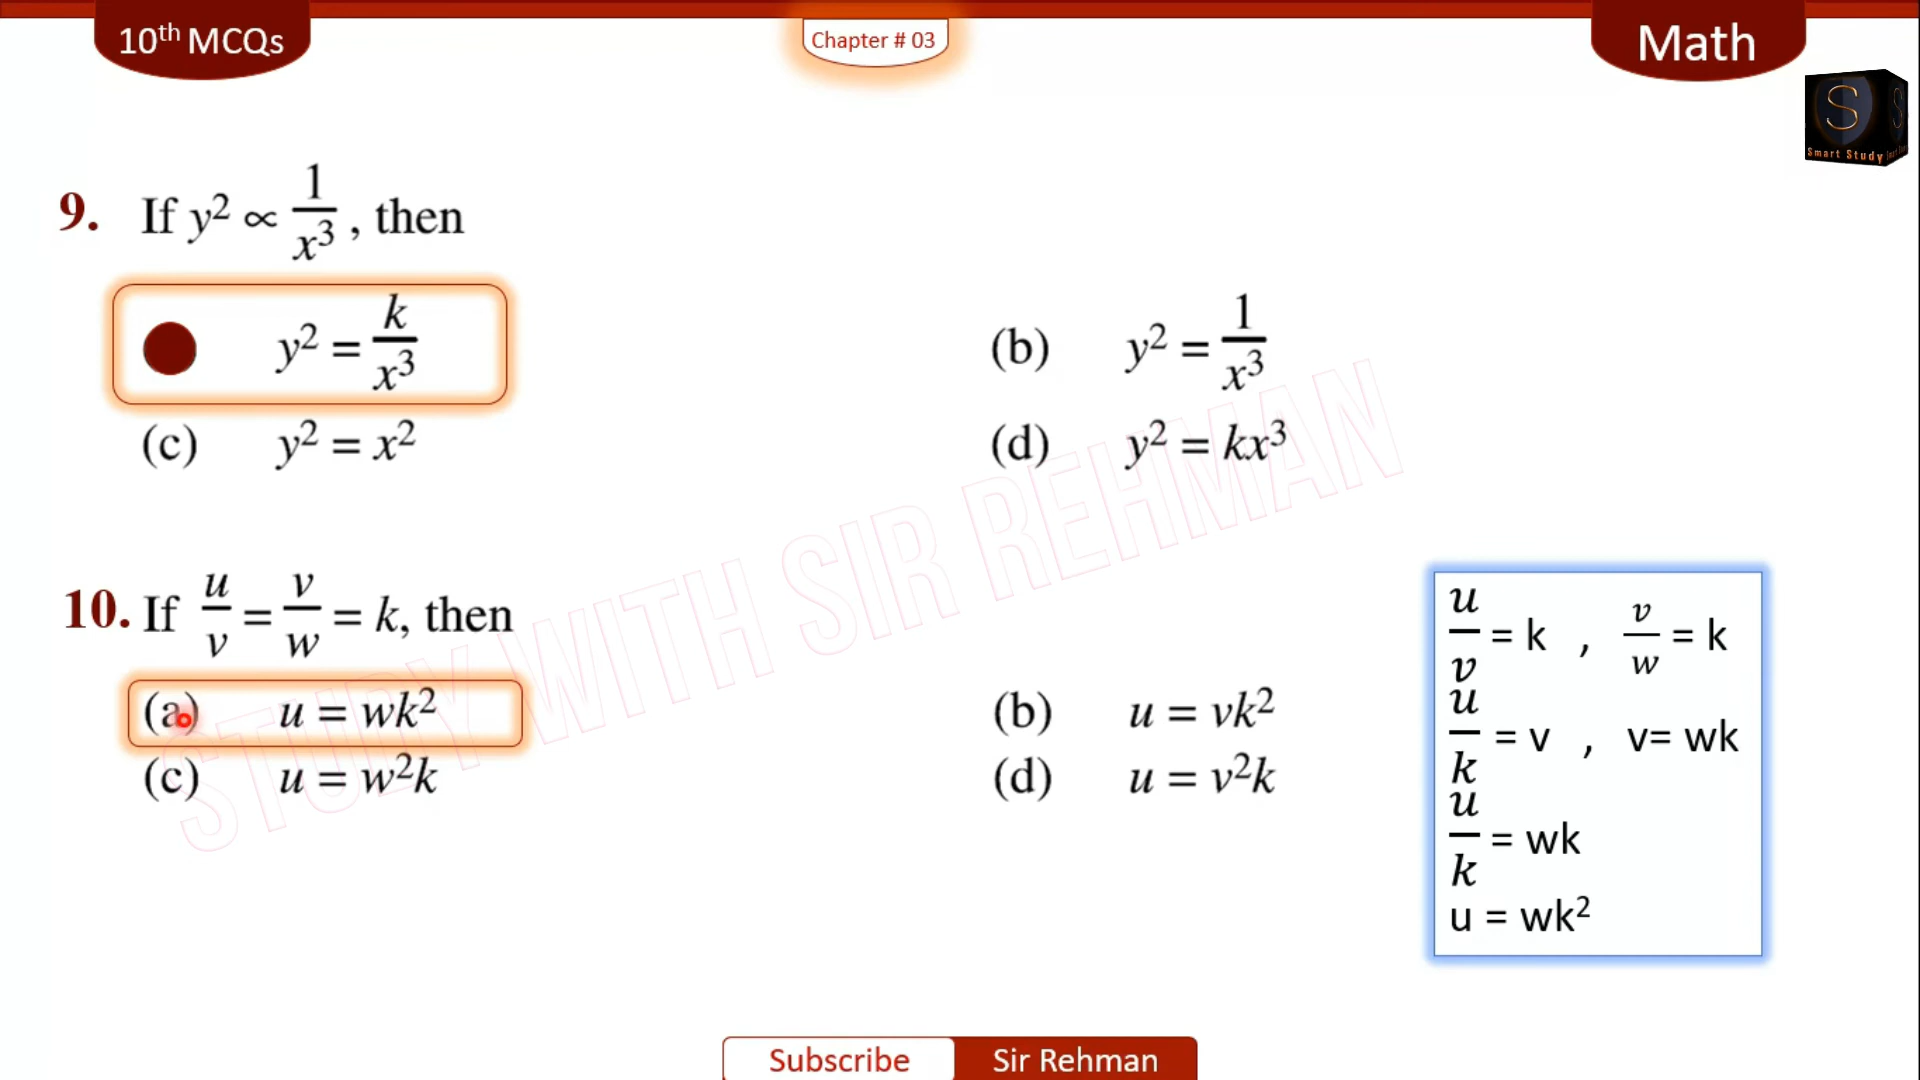 10th MCQs
Chapter # 03
Math
S
Smart Study
9. If y² ∝ 1/x³ , then
y² = k/x³
(b) y² = 1/x³
(c) y² = x²
(d) y² = kx³
10. If u/v = v/w = k, then
(a) u = wk²
(b) u = vk²
(c) u = w²k
(d) u = v²k
u/v = k , v/w = k
u/k = v , v= wk
u/k = wk
u = wk²
STUDY WITH SIR REHMAN
Subscribe
Sir Rehman